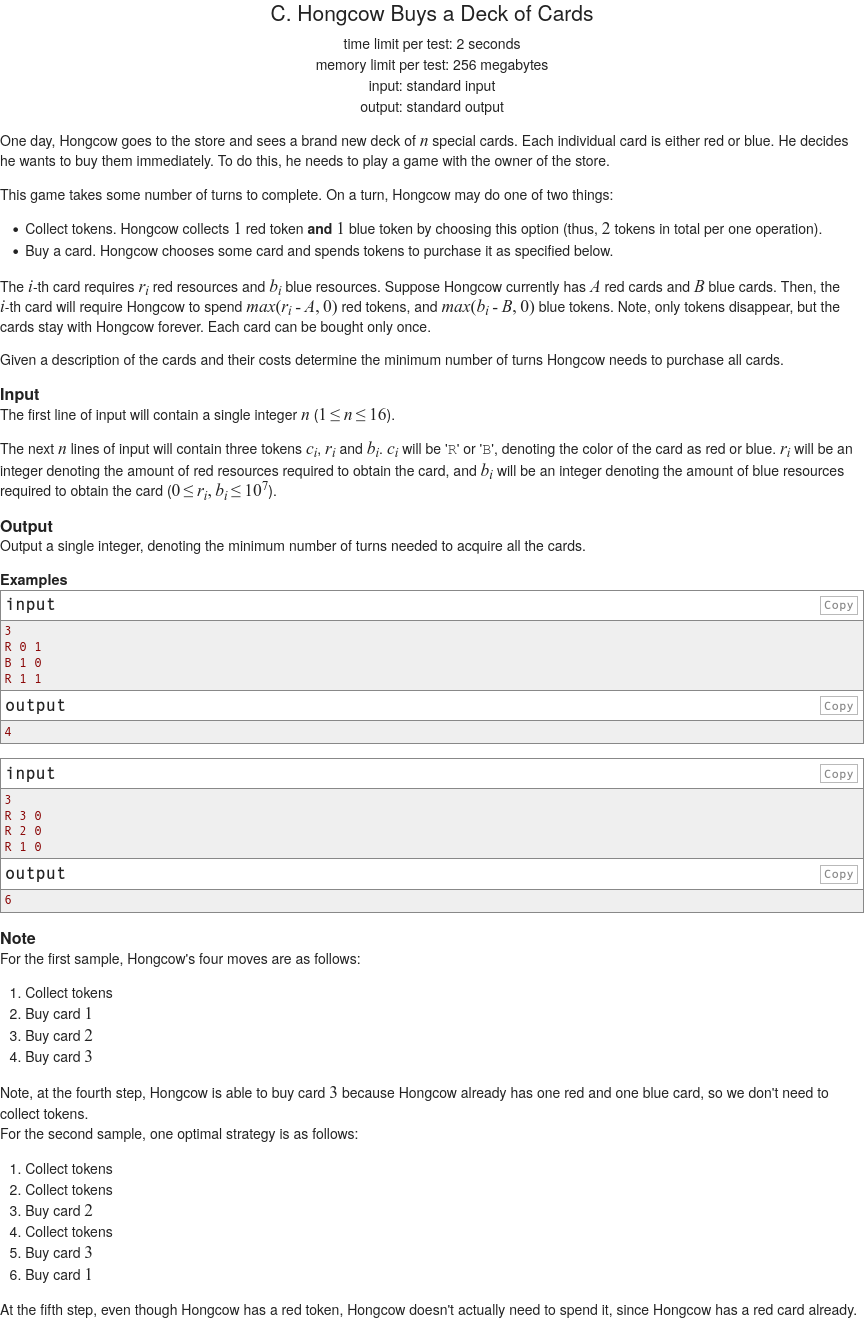 C. Hongcow Buys a Deck of Cards
time limit per test: 2 seconds
memory limit per test: 256 megabytes
input: standard input
output: standard output
One day, Hongcow goes to the store and sees a brand new deck of n special cards. Each individual card is either red or blue. He decides
he wants to buy them immediately. To do this, he needs to play a game with the owner of the store.
This game takes some number of turns to complete. On a turn, Hongcow may do one of two things:
• Collect tokens. Hongcow collects 1 red token and 1 blue token by choosing this option (thus, 2 tokens in total per one operation).
• Buy a card. Hongcow chooses some card and spends tokens to purchase it as specified below.
The i-th card requires r_i red resources and b_i blue resources. Suppose Hongcow currently has A red cards and B blue cards. Then, the
i-th card will require Hongcow to spend max(r_i - A, 0) red tokens, and max(b_i - B, 0) blue tokens. Note, only tokens disappear, but the
cards stay with Hongcow forever. Each card can be bought only once.
Given a description of the cards and their costs determine the minimum number of turns Hongcow needs to purchase all cards.
Input
The first line of input will contain a single integer n (1 ≤ n ≤ 16).
The next n lines of input will contain three tokens c_i, r_i and b_i. c_i will be 'R' or 'B', denoting the color of the card as red or blue. r_i will be an
integer denoting the amount of red resources required to obtain the card, and b_i will be an integer denoting the amount of blue resources
required to obtain the card (0 ≤ r_i, b_i ≤ 10^7).
Output
Output a single integer, denoting the minimum number of turns needed to acquire all the cards.
Examples
input Copy
3
R 0 1
B 1 0
R 1 1
output Copy
4
input Copy
3
R 3 0
R 2 0
R 1 0
output Copy
6
Note
For the first sample, Hongcow's four moves are as follows:
1. Collect tokens
2. Buy card 1
3. Buy card 2
4. Buy card 3
Note, at the fourth step, Hongcow is able to buy card 3 because Hongcow already has one red and one blue card, so we don't need to
collect tokens.
For the second sample, one optimal strategy is as follows:
1. Collect tokens
2. Collect tokens
3. Buy card 2
4. Collect tokens
5. Buy card 3
6. Buy card 1
At the fifth step, even though Hongcow has a red token, Hongcow doesn't actually need to spend it, since Hongcow has a red card already.